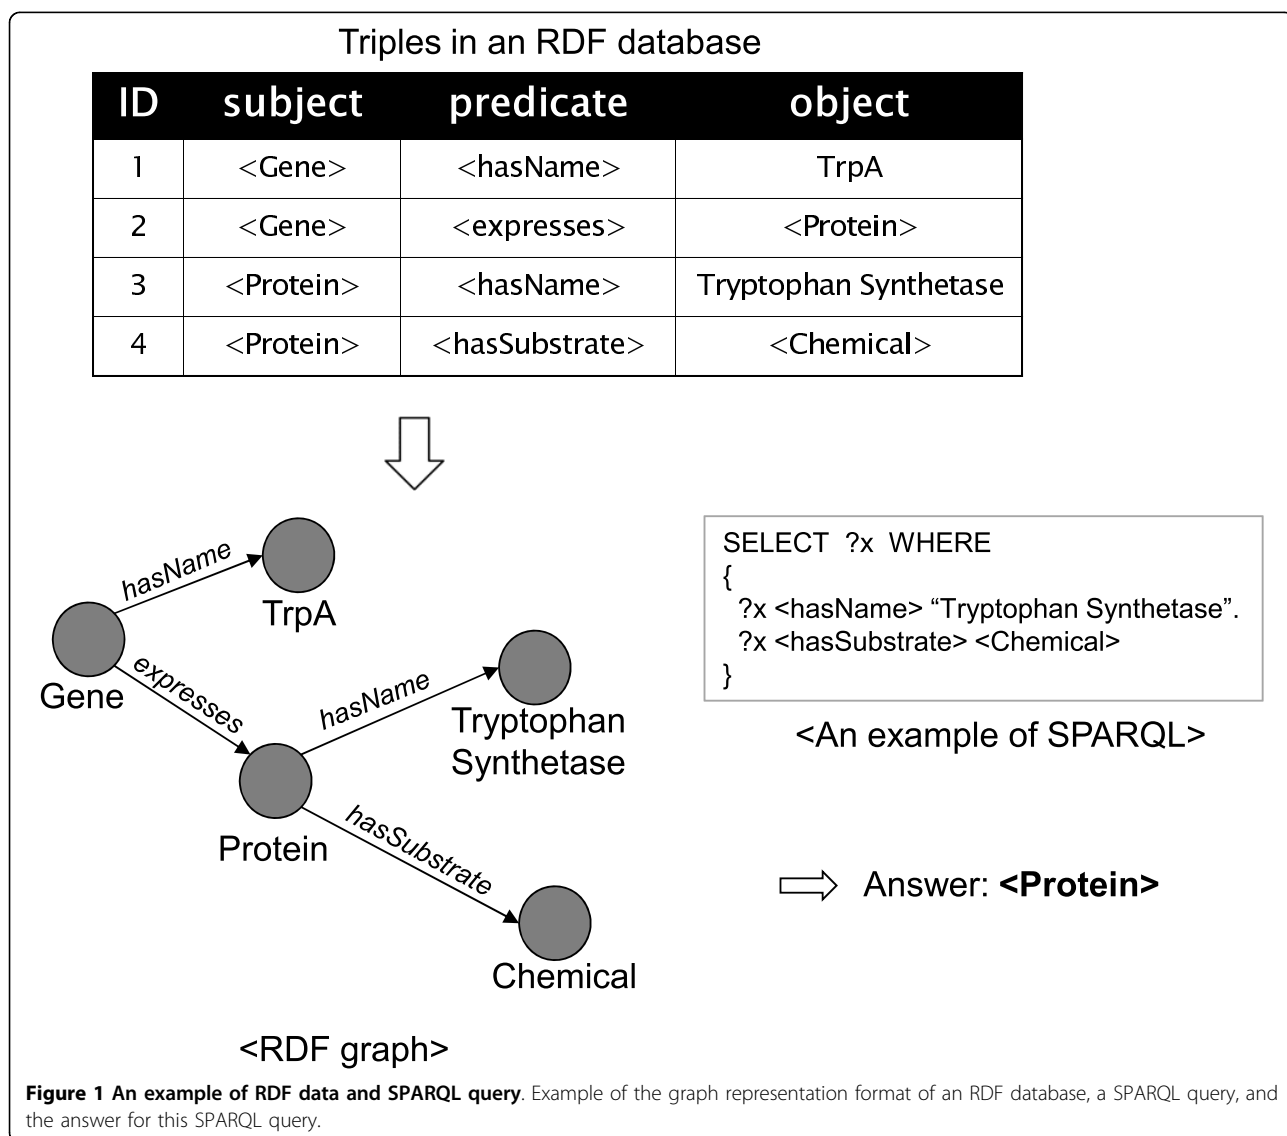 Triples in an RDF database
ID subject predicate object
1 <Gene> <hasName> TrpA
2 <Gene> <expresses> <Protein>
3 <Protein> <hasName> Tryptophan Synthetase
4 <Protein> <hasSubstrate> <Chemical>
hasName
TrpA
Gene
expresses
hasName
Tryptophan
Synthetase
Protein
hasSubstrate
Chemical
<RDF graph>
SELECT ?x WHERE
{
?x <hasName> “Tryptophan Synthetase”.
?x <hasSubstrate> <Chemical>
}
<An example of SPARQL>
Answer: <Protein>
Figure 1 An example of RDF data and SPARQL query. Example of the graph representation format of an RDF database, a SPARQL query, and
the answer for this SPARQL query.